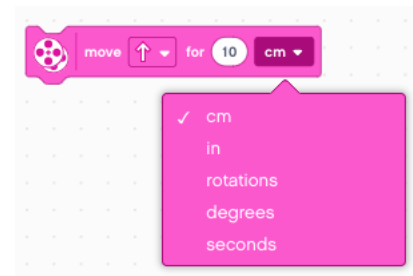 move for 10 cm
cm
in
rotations
degrees
seconds